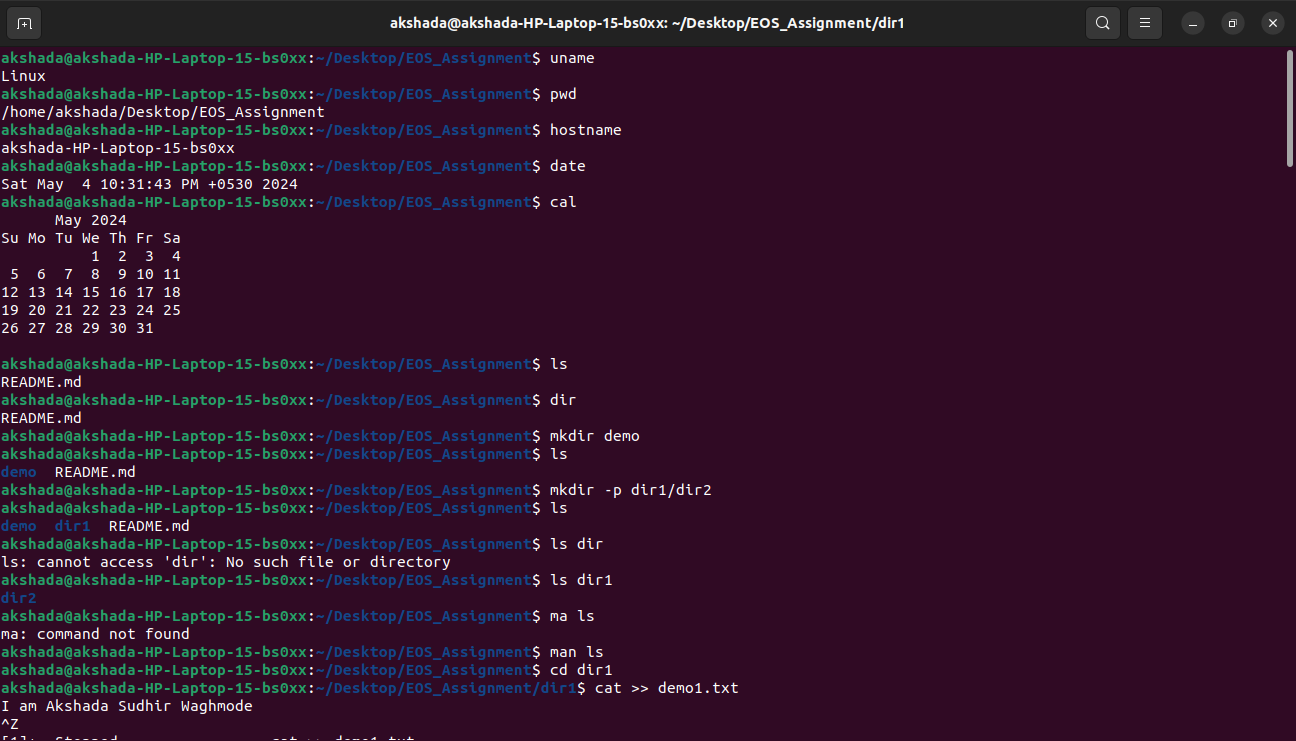 akshada@akshada-HP-Laptop-15-bs0xx: ~/Desktop/EOS_Assignment/dir1
akshada@akshada-HP-Laptop-15-bs0xx:~/Desktop/EOS_Assignment$ uname
Linux
akshada@akshada-HP-Laptop-15-bs0xx:~/Desktop/EOS_Assignment$ pwd
/home/akshada/Desktop/EOS_Assignment
akshada@akshada-HP-Laptop-15-bs0xx:~/Desktop/EOS_Assignment$ hostname
akshada-HP-Laptop-15-bs0xx
akshada@akshada-HP-Laptop-15-bs0xx:~/Desktop/EOS_Assignment$ date
Sat May  4 10:31:43 PM +0530 2024
akshada@akshada-HP-Laptop-15-bs0xx:~/Desktop/EOS_Assignment$ cal
      May 2024
Su Mo Tu We Th Fr Sa
          1  2  3  4
 5  6  7  8  9 10 11
12 13 14 15 16 17 18
19 20 21 22 23 24 25
26 27 28 29 30 31
akshada@akshada-HP-Laptop-15-bs0xx:~/Desktop/EOS_Assignment$ ls
README.md
akshada@akshada-HP-Laptop-15-bs0xx:~/Desktop/EOS_Assignment$ dir
README.md
akshada@akshada-HP-Laptop-15-bs0xx:~/Desktop/EOS_Assignment$ mkdir demo
akshada@akshada-HP-Laptop-15-bs0xx:~/Desktop/EOS_Assignment$ ls
demo  README.md
akshada@akshada-HP-Laptop-15-bs0xx:~/Desktop/EOS_Assignment$ mkdir -p dir1/dir2
akshada@akshada-HP-Laptop-15-bs0xx:~/Desktop/EOS_Assignment$ ls
demo  dir1  README.md
akshada@akshada-HP-Laptop-15-bs0xx:~/Desktop/EOS_Assignment$ ls dir
ls: cannot access 'dir': No such file or directory
akshada@akshada-HP-Laptop-15-bs0xx:~/Desktop/EOS_Assignment$ ls dir1
dir2
akshada@akshada-HP-Laptop-15-bs0xx:~/Desktop/EOS_Assignment$ ma ls
ma: command not found
akshada@akshada-HP-Laptop-15-bs0xx:~/Desktop/EOS_Assignment$ man ls
akshada@akshada-HP-Laptop-15-bs0xx:~/Desktop/EOS_Assignment$ cd dir1
akshada@akshada-HP-Laptop-15-bs0xx:~/Desktop/EOS_Assignment/dir1$ cat >> demo1.txt
I am Akshada Sudhir Waghmode
^Z
[1]+  Stopped                 cat >> demo1.txt